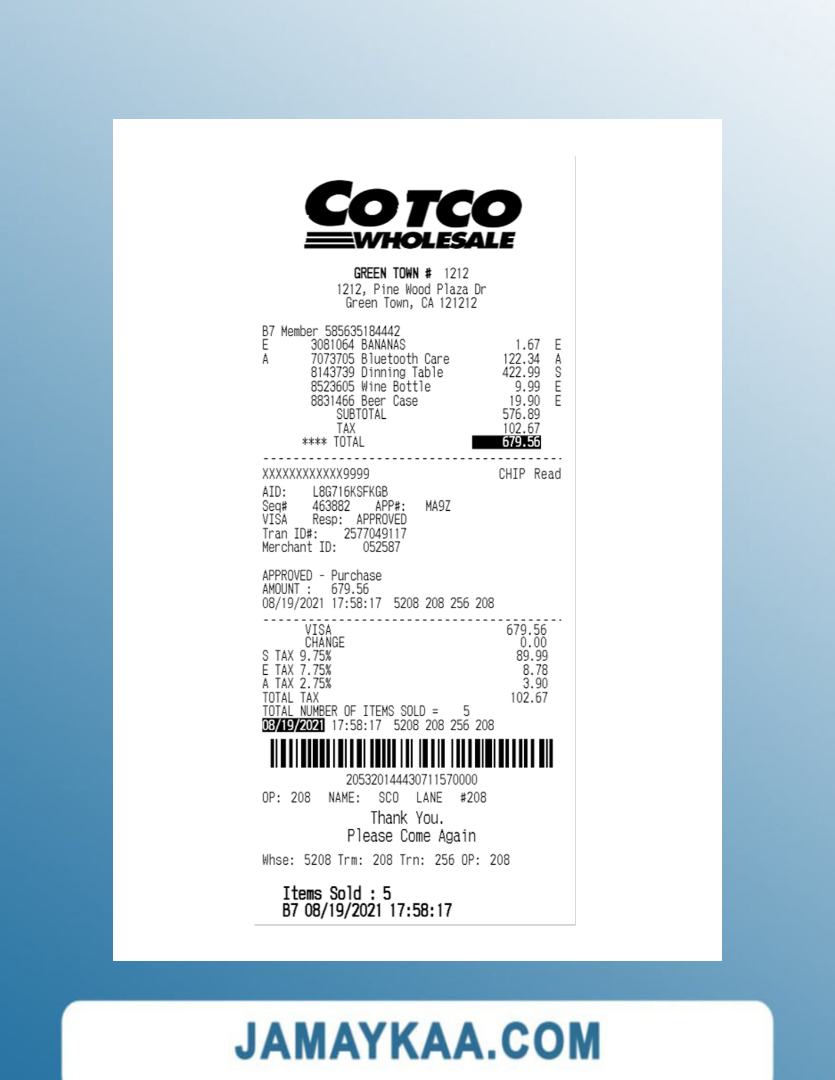 COTCO
WHOLESALE
GREEN TOWN # 1212
1212, Pine Wood Plaza Dr
Green Town, CA 121212
B7 Member 585635184442
E 3081064 BANANAS 1.67 E
A 7073705 Bluetooth Care 122.34 A
8143739 Dinning Table 422.99 S
8523605 Wine Bottle 9.99 E
8831466 Beer Case 19.90 E
SUBTOTAL 576.89
TAX 102.67
**** TOTAL 679.56
XXXXXXXXXXXX9999 CHIP Read
AID: L8G716KSFKGB
Seq# 463882 APP#: MA9Z
VISA Resp: APPROVED
Tran ID#: 2577049117
Merchant ID: 052587
APPROVED - Purchase
AMOUNT : 679.56
08/19/2021 17:58:17 5208 208 256 208
VISA 679.56
CHANGE 0.00
S TAX 9.75% 89.99
E TAX 7.75% 8.78
A TAX 2.75% 3.90
TOTAL TAX 102.67
TOTAL NUMBER OF ITEMS SOLD = 5
08/19/2021 17:58:17 5208 208 256 208
205320144430711570000
OP: 208 NAME: SCO LANE #208
Thank You.
Please Come Again
Whse: 5208 Trm: 208 Trn: 256 OP: 208
Items Sold : 5
B7 08/19/2021 17:58:17
JAMAYKAA.COM